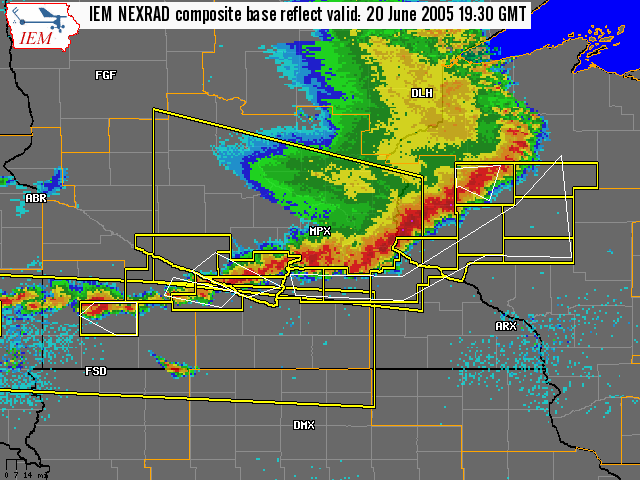 IEM NEXRAD composite base reflect valid: 20 June 2005 19:30 GMT
IEM
FGF
DLH
ABR
MPX
ARX
FSD
DMX
0 7 14 mi